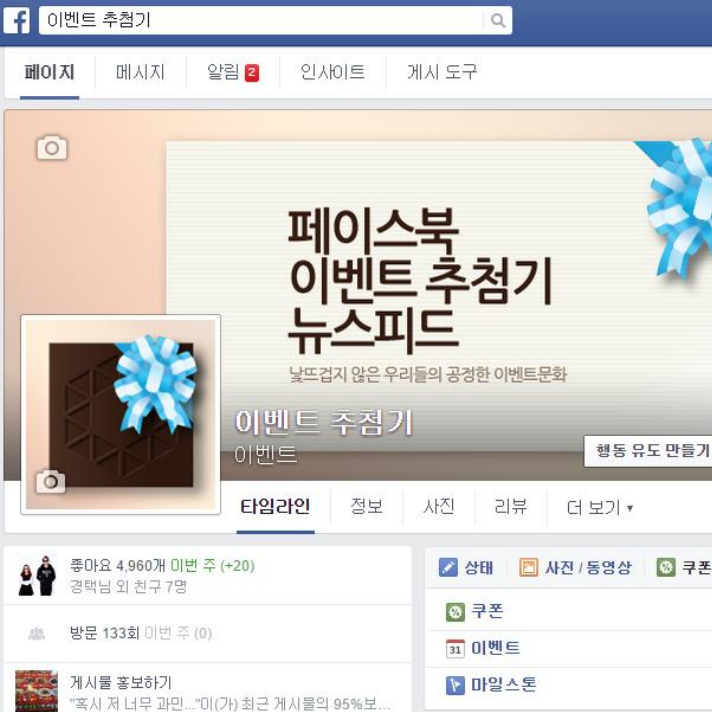 이벤트 추첨기
페이지 메시지 알림 2 인사이트 게시 도구
페이스북
이벤트 추첨기
뉴스피드
낯뜨겁지 않은 우리들의 공정한 이벤트문화
이벤트 추첨기
이벤트
행동 유도 만들기
타임라인 정보 사진 리뷰 더 보기 ▾
좋아요 4,960개 이번 주 (+20)
경택님 외 친구 7명
방문 133회 이번 주 (0)
게시물 홍보하기
"혹시 저 너무 과민..."이(가) 최근 게시물의 95%보...
상태 사진 / 동영상 쿠폰
쿠폰
31 이벤트
마일스톤